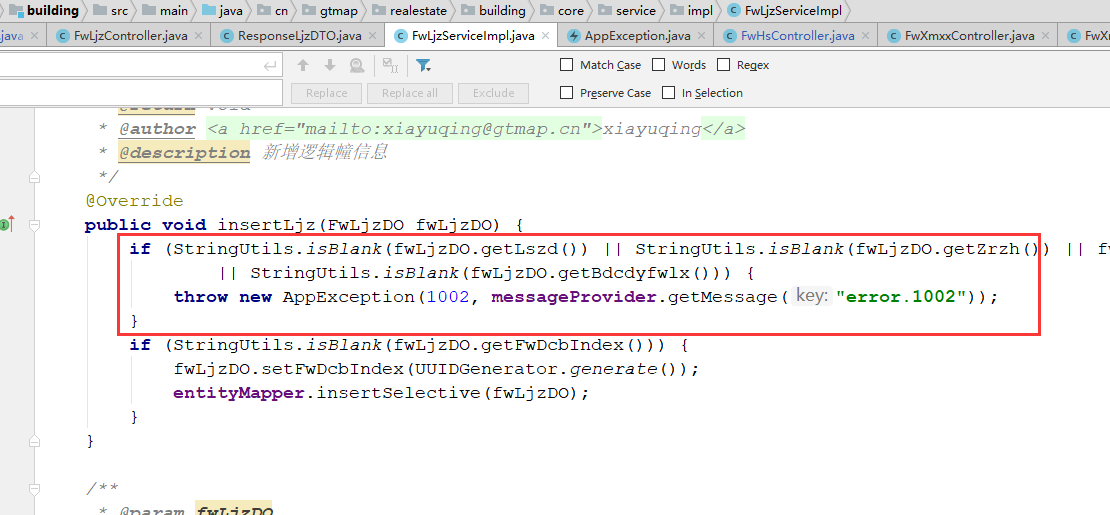 building src main java cn gtmap realestate building core service impl FwLjzServiceImpl
.java FwLjzController.java ResponseLjzDTO.java FwLjzServiceImpl.java AppException.java FwHsController.java FwXmxxController.java
Match Case Words Regex
Replace Replace all Exclude Preserve Case In Selection
* @author <a href="mailto:xiayuqing@gtmap.cn">xiayuqing</a>
* @description 新增逻辑幢信息
*/
@Override
public void insertLjz(FwLjzDO fwLjzDO) {
if (StringUtils.isBlank(fwLjzDO.getLszd()) || StringUtils.isBlank(fwLjzDO.getZrzh()) ||
|| StringUtils.isBlank(fwLjzDO.getBdcdyfwlx())) {
throw new AppException(1002, messageProvider.getMessage( key: "error.1002"));
}
if (StringUtils.isBlank(fwLjzDO.getFwDcbIndex())) {
fwLjzDO.setFwDcbIndex(UUIDGenerator.generate());
entityMapper.insertSelective(fwLjzDO);
}
}
/**
* @param fwLjzDO